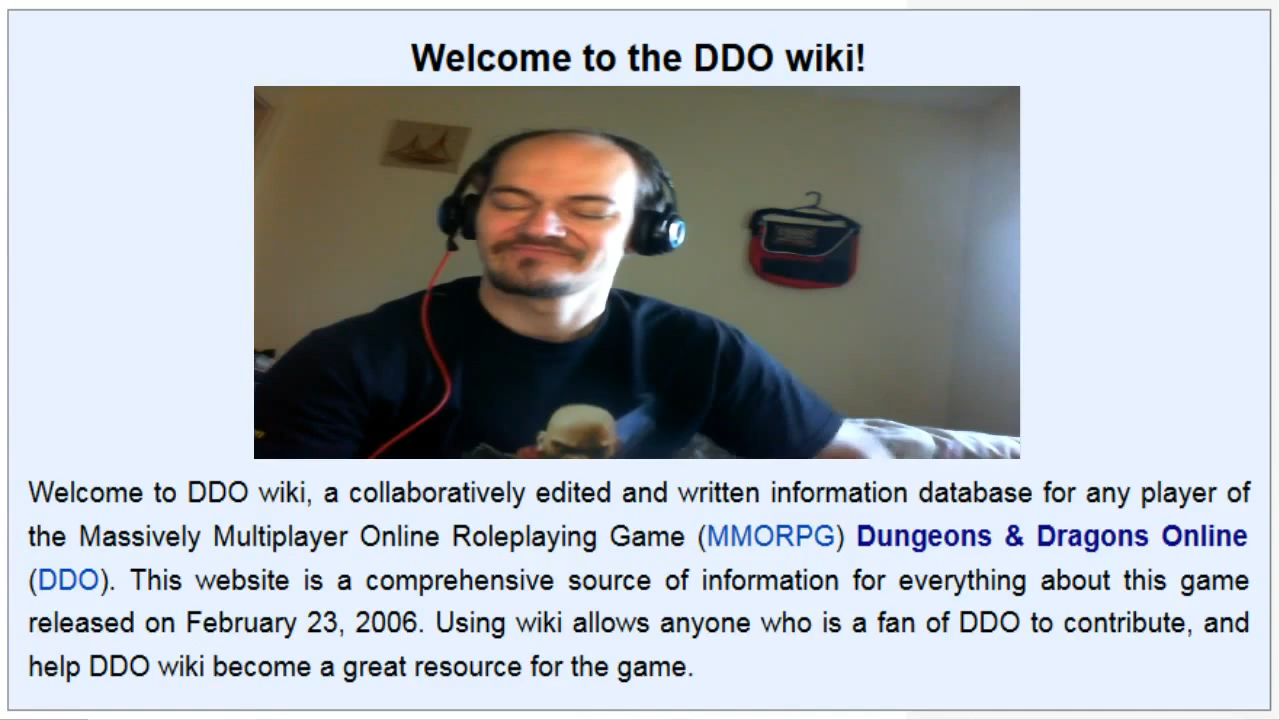 Welcome to the DDO wiki!
Welcome to DDO wiki, a collaboratively edited and written information database for any player of
the Massively Multiplayer Online Roleplaying Game (MMORPG) Dungeons & Dragons Online
(DDO). This website is a comprehensive source of information for everything about this game
released on February 23, 2006. Using wiki allows anyone who is a fan of DDO to contribute, and
help DDO wiki become a great resource for the game.